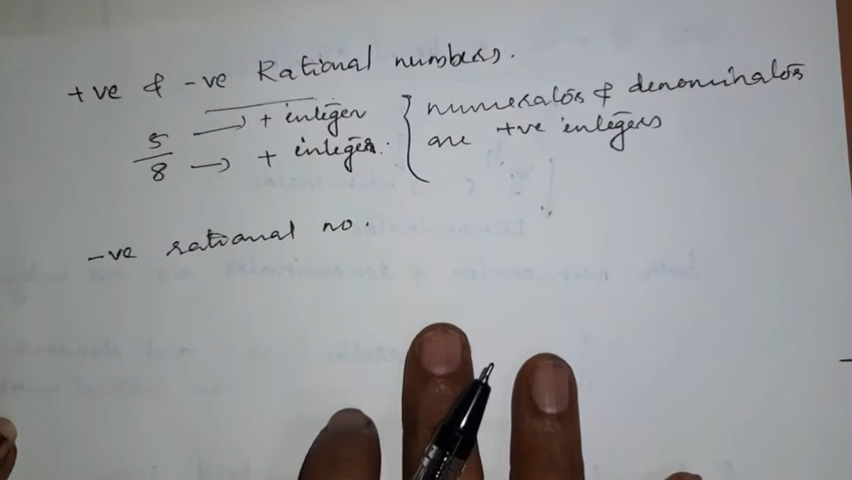 +ve & -ve Rational numbers.
5/8 → + integer
→ + integer.
numerators & denominators
are +ve integers
-ve rational no.